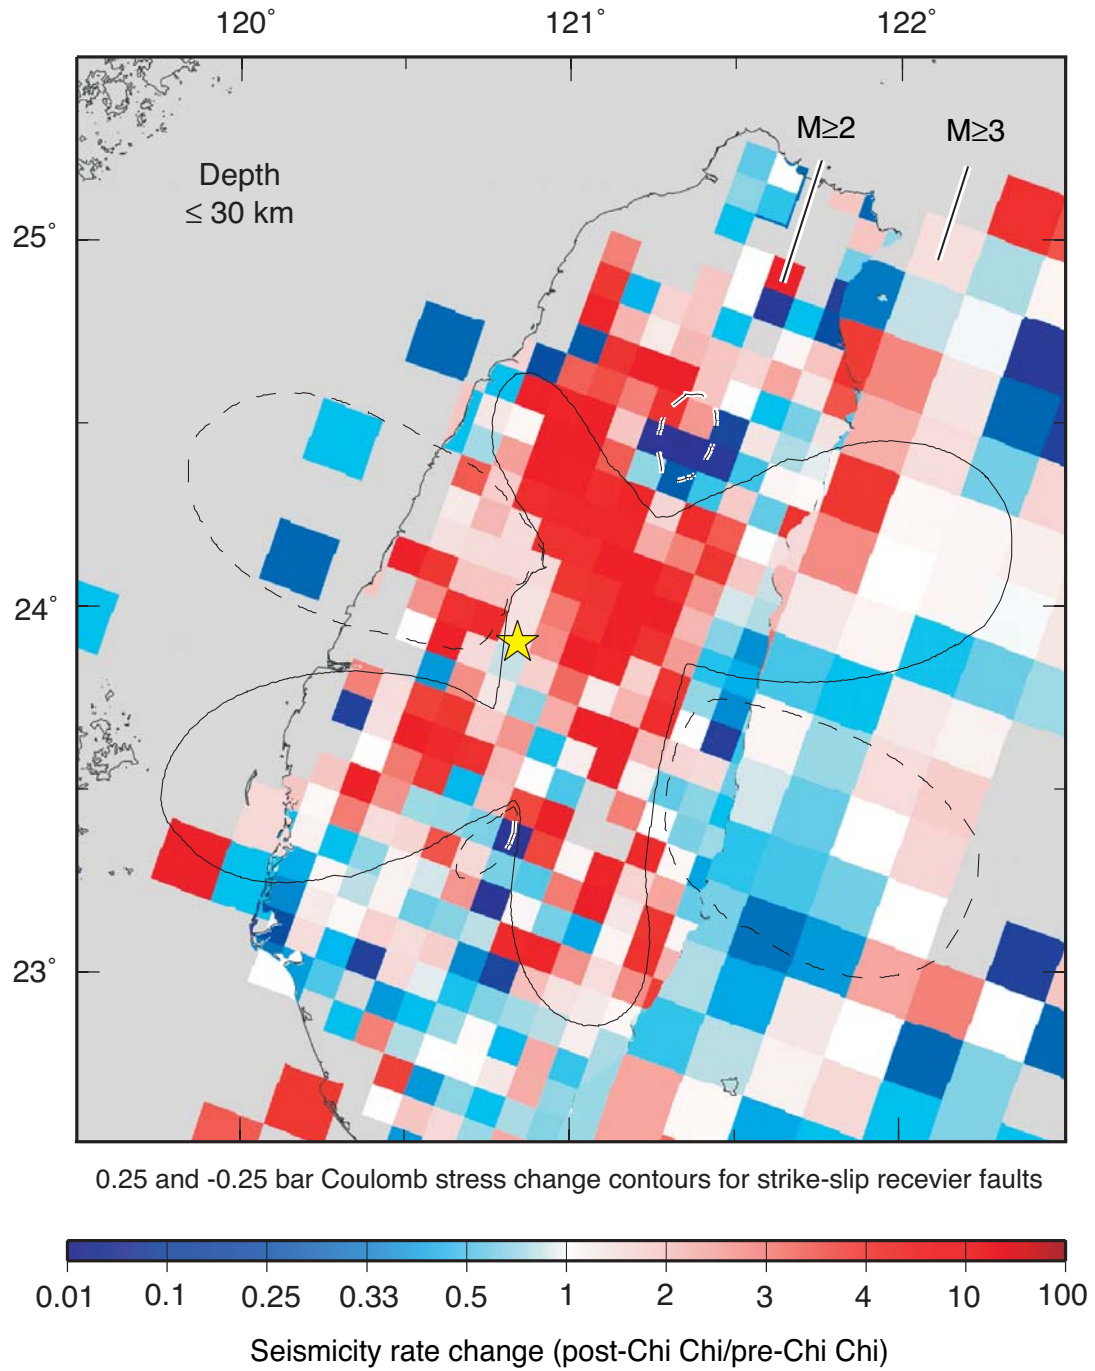 120° 121° 122°
M≥2 M≥3
Depth
≤ 30 km
25°
24°
23°
0.25 and -0.25 bar Coulomb stress change contours for strike-slip recevier faults
0.01 0.1 0.25 0.33 0.5 1 2 3 4 10 100
Seismicity rate change (post-Chi Chi/pre-Chi Chi)